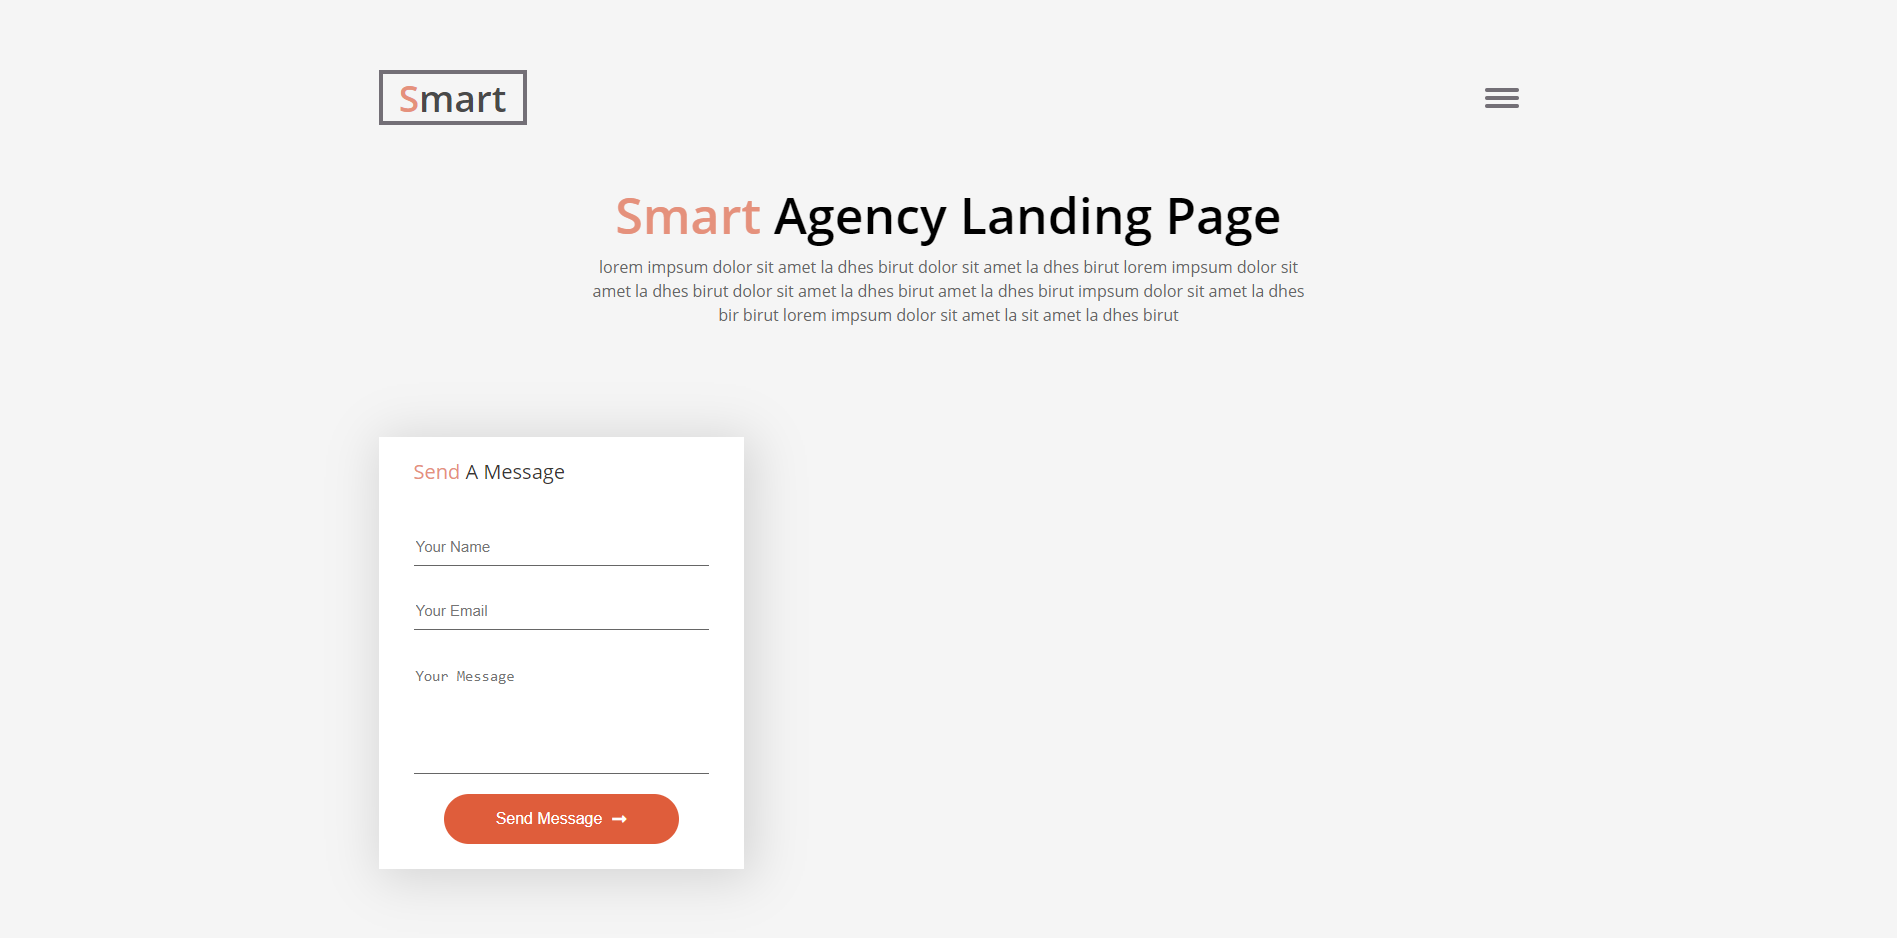 Smart
Smart Agency Landing Page
lorem impsum dolor sit amet la dhes birut dolor sit amet la dhes birut lorem impsum dolor sit
amet la dhes birut dolor sit amet la dhes birut amet la dhes birut impsum dolor sit amet la dhes
bir birut lorem impsum dolor sit amet la sit amet la dhes birut
Send A Message
Your Name
Your Email
Your Message
Send Message